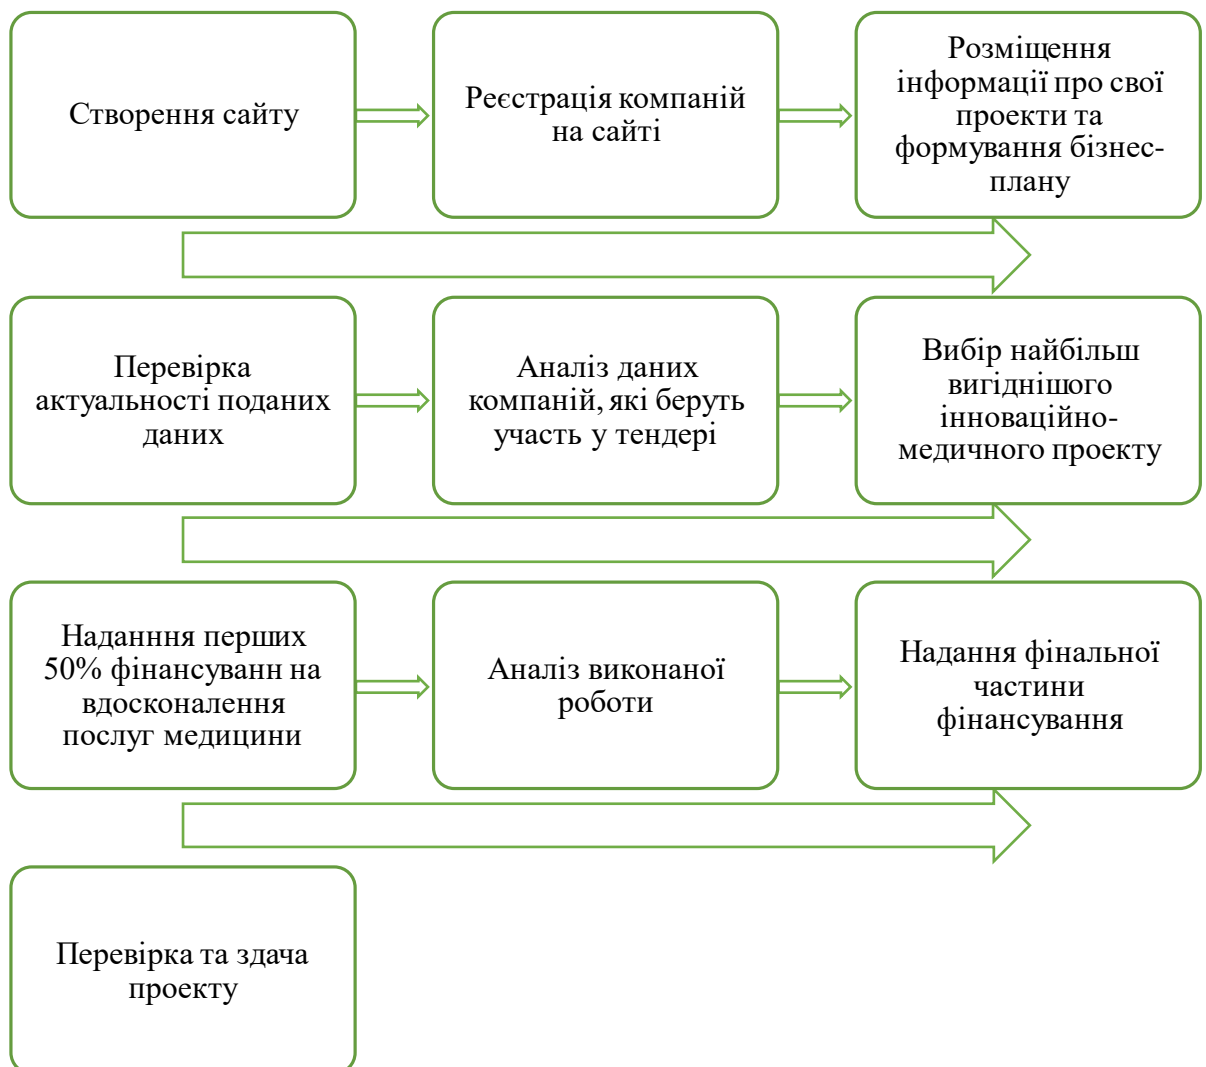 Створення сайту
Реєстрація компаній
на сайті
Розміщення
інформації про свої
проекти та
формування бізнес-
плану
Перевірка
актуальності поданих
даних
Аналіз даних
компаній, які беруть
участь у тендері
Вибір найбільш
вигіднішого
інноваційно-
медичного проекту
Наданння перших
50% фінансуванн на
вдосконалення
послуг медицини
Аналіз виконаної
роботи
Надання фінальної
частини
фінансування
Перевірка та здача
проекту